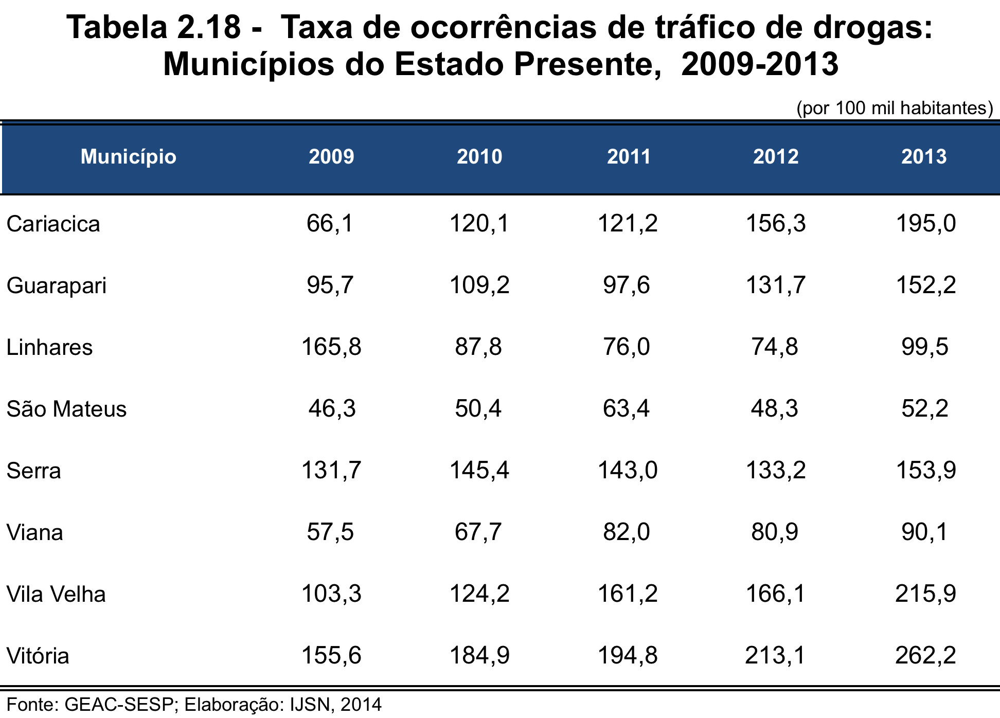 Tabela 2.18 -  Taxa de ocorrências de tráfico de drogas:
Municípios do Estado Presente,  2009-2013
(por 100 mil habitantes)
Município 2009 2010 2011 2012 2013
Cariacica 66,1 120,1 121,2 156,3 195,0
Guarapari 95,7 109,2 97,6 131,7 152,2
Linhares 165,8 87,8 76,0 74,8 99,5
São Mateus 46,3 50,4 63,4 48,3 52,2
Serra 131,7 145,4 143,0 133,2 153,9
Viana 57,5 67,7 82,0 80,9 90,1
Vila Velha 103,3 124,2 161,2 166,1 215,9
Vitória 155,6 184,9 194,8 213,1 262,2
Fonte: GEAC-SESP; Elaboração: IJSN, 2014